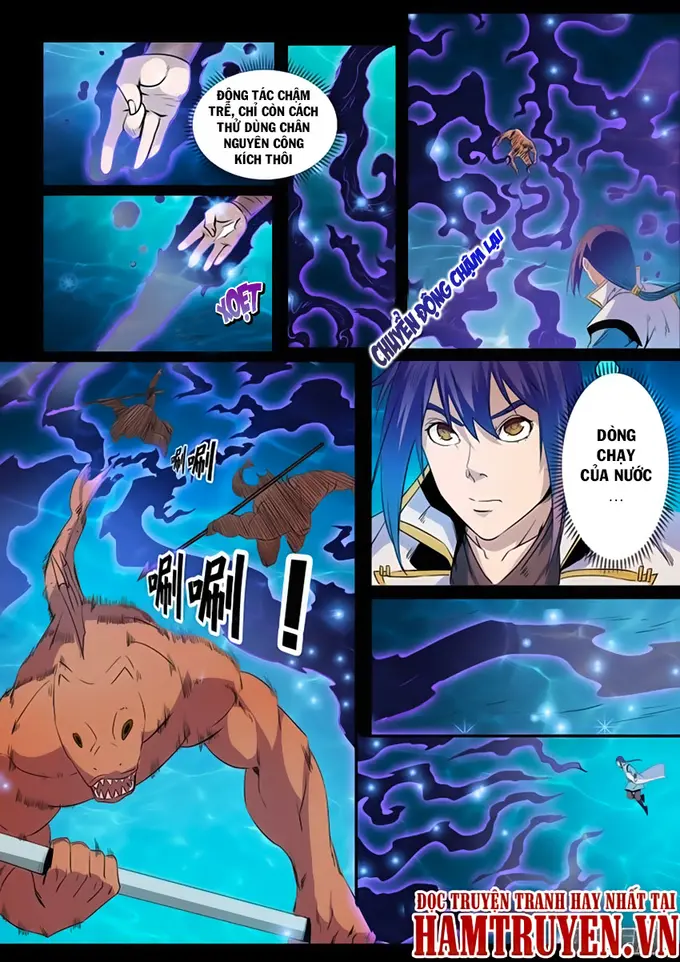 ĐỘNG TÁC CHẬM
TRỄ, CHỈ CÒN CÁCH
THỬ DÙNG CHÂN
NGUYÊN CÔNG
KÍCH THÔI
XOẸT
CHUYỂN ĐỘNG CHẬM LẠI
唰唰
唰唰!
DÒNG
CHẠY
CỦA NƯỚC
...
ĐỌC TRUYỆN TRANH HAY NHẤT TẠI
HAMTRUYEN.VN